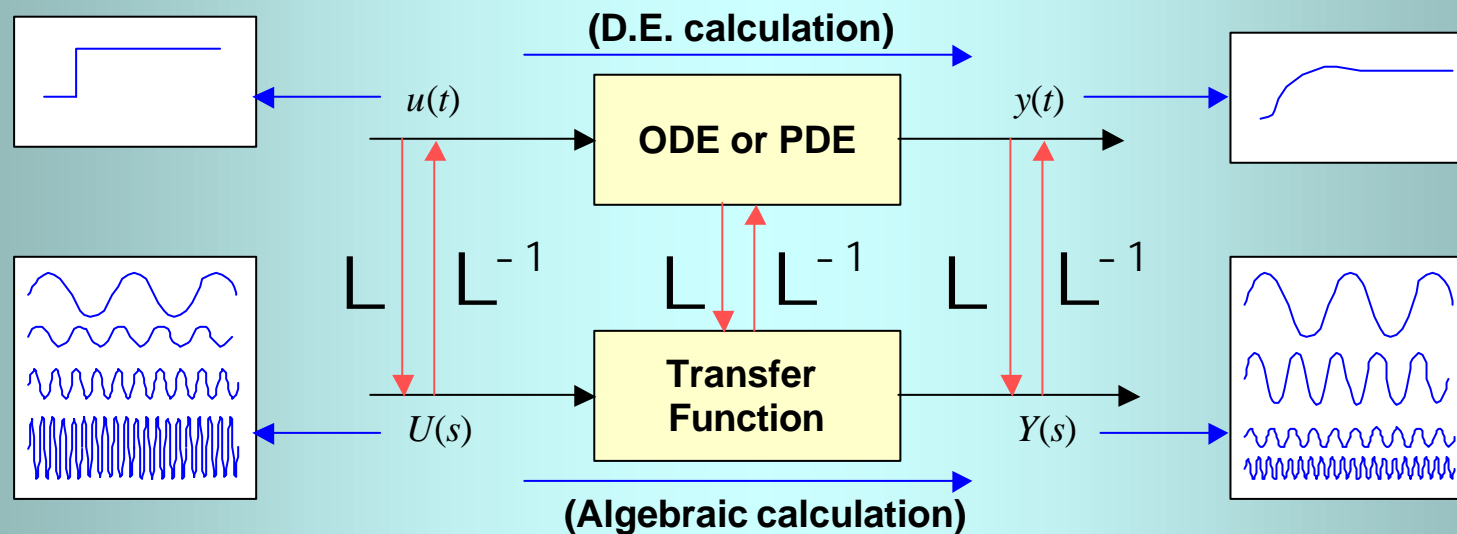 (D.E. calculation)
u(t)
ODE or PDE
y(t)
L L⁻¹ L L⁻¹ L L⁻¹
Transfer
Function
U(s)
Y(s)
(Algebraic calculation)